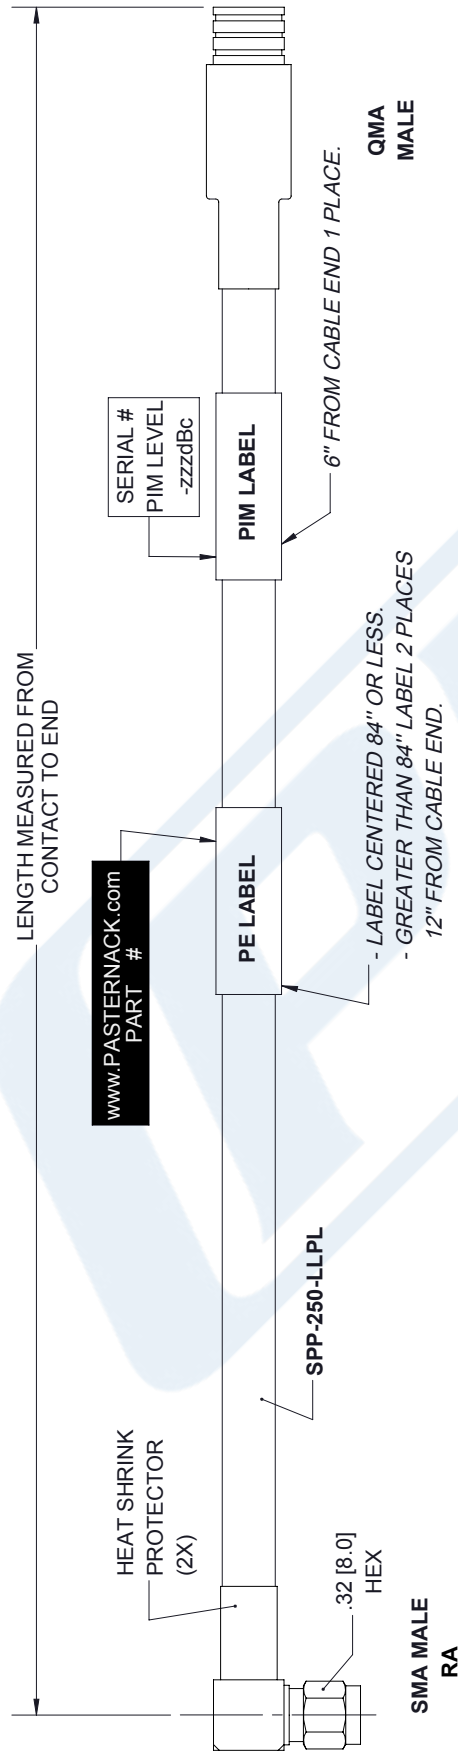 LENGTH MEASURED FROM
CONTACT TO END
HEAT SHRINK
PROTECTOR
(2X)
www.PASTERNACK.com
PART #
SERIAL #
PIM LEVEL
-zzzdBc
PE LABEL
PIM LABEL
.32 [8.0]
HEX
SMA MALE
RA
SPP-250-LLPL
- LABEL CENTERED 84" OR LESS.
- GREATER THAN 84" LABEL 2 PLACES
12" FROM CABLE END.
6" FROM CABLE END 1 PLACE.
QMA
MALE